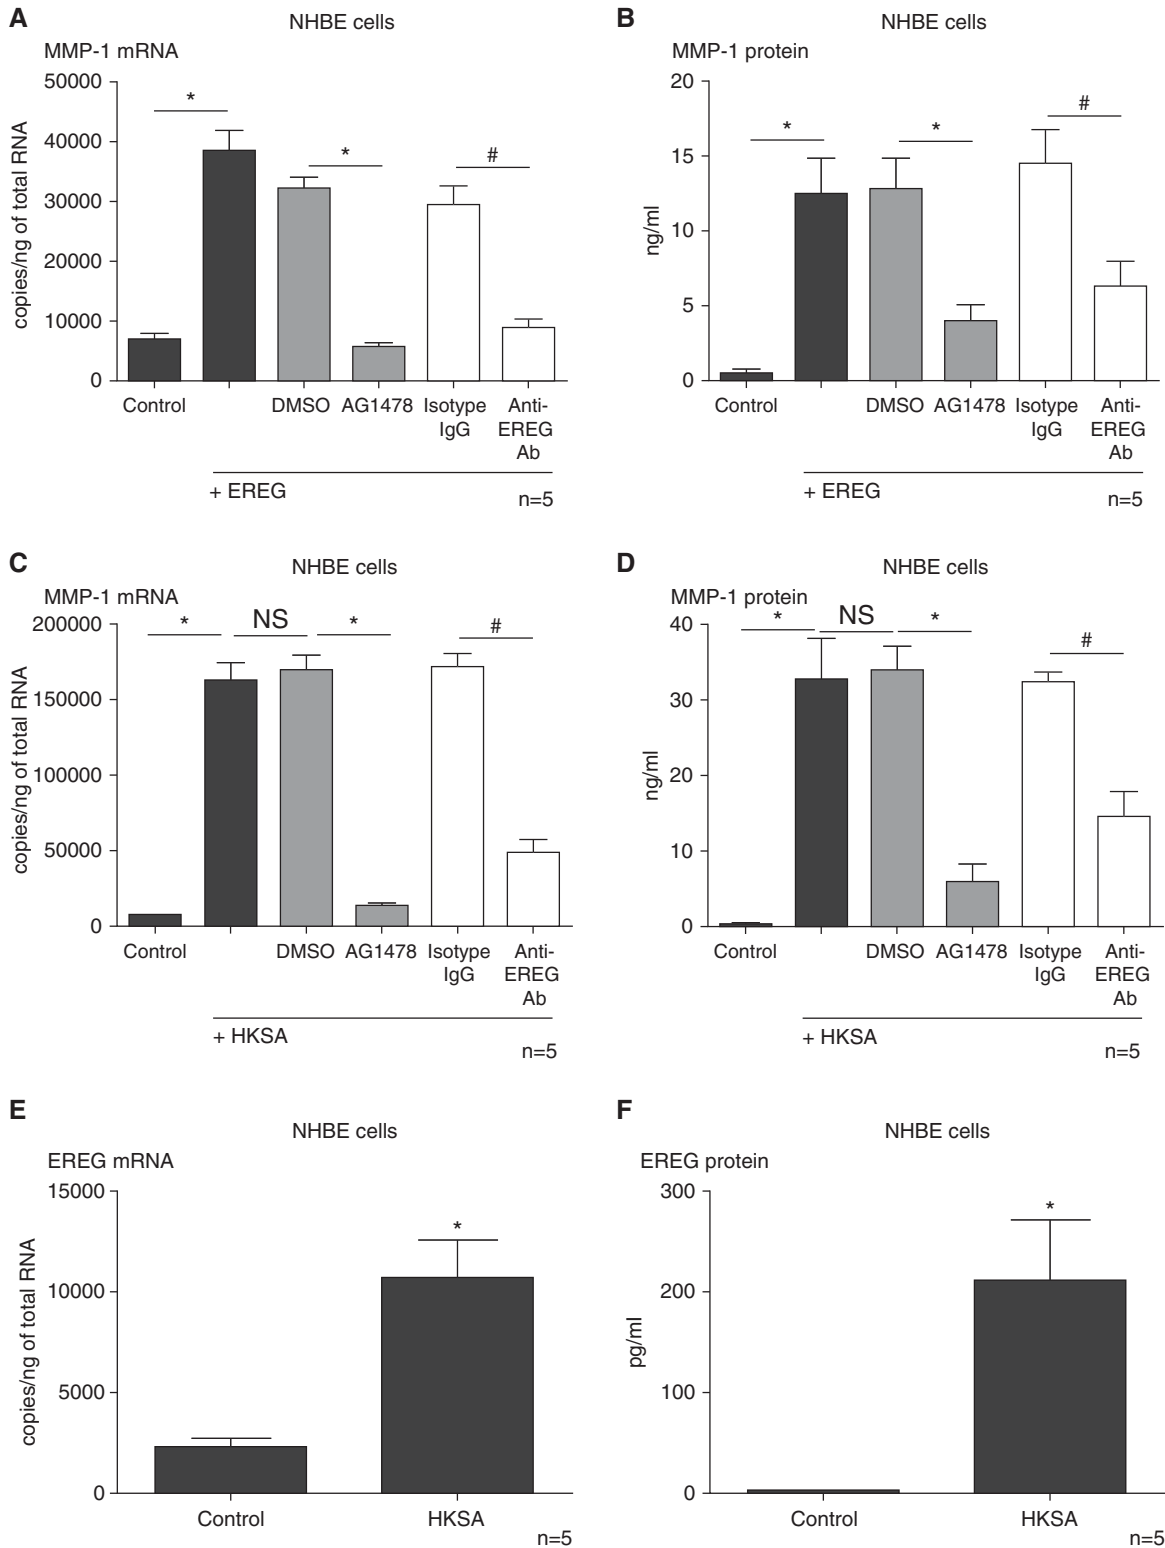 A
NHBE cells
MMP-1 mRNA
copies/ng of total RNA
50000
40000
30000
20000
10000
0
*
*
#
Control
DMSO
AG1478
Isotype
IgG
Anti-
EREG
Ab
+ EREG
n=5
B
NHBE cells
MMP-1 protein
ng/ml
20
15
10
5
0
*
*
#
Control
DMSO
AG1478
Isotype
IgG
Anti-
EREG
Ab
+ EREG
n=5
C
NHBE cells
MMP-1 mRNA
copies/ng of total RNA
200000
150000
100000
50000
0
*
NS
*
#
Control
DMSO
AG1478
Isotype
IgG
Anti-
EREG
Ab
+ HKSA
n=5
D
NHBE cells
MMP-1 protein
ng/ml
40
30
20
10
0
*
NS
*
#
Control
DMSO
AG1478
Isotype
IgG
Anti-
EREG
Ab
+ HKSA
n=5
E
NHBE cells
EREG mRNA
copies/ng of total RNA
15000
10000
5000
0
*
Control
HKSA
n=5
F
NHBE cells
EREG protein
pg/ml
300
200
100
0
*
Control
HKSA
n=5